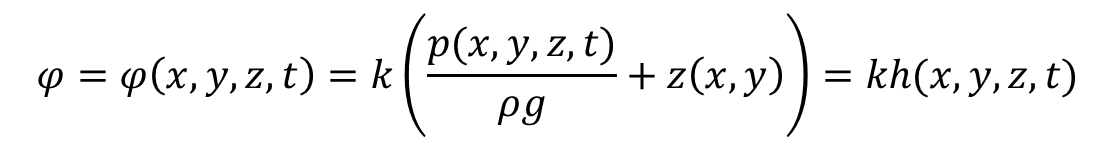 φ = φ(x, y, z, t) = k (p(x, y, z, t) / ρg + z(x, y)) = kh(x, y, z, t)